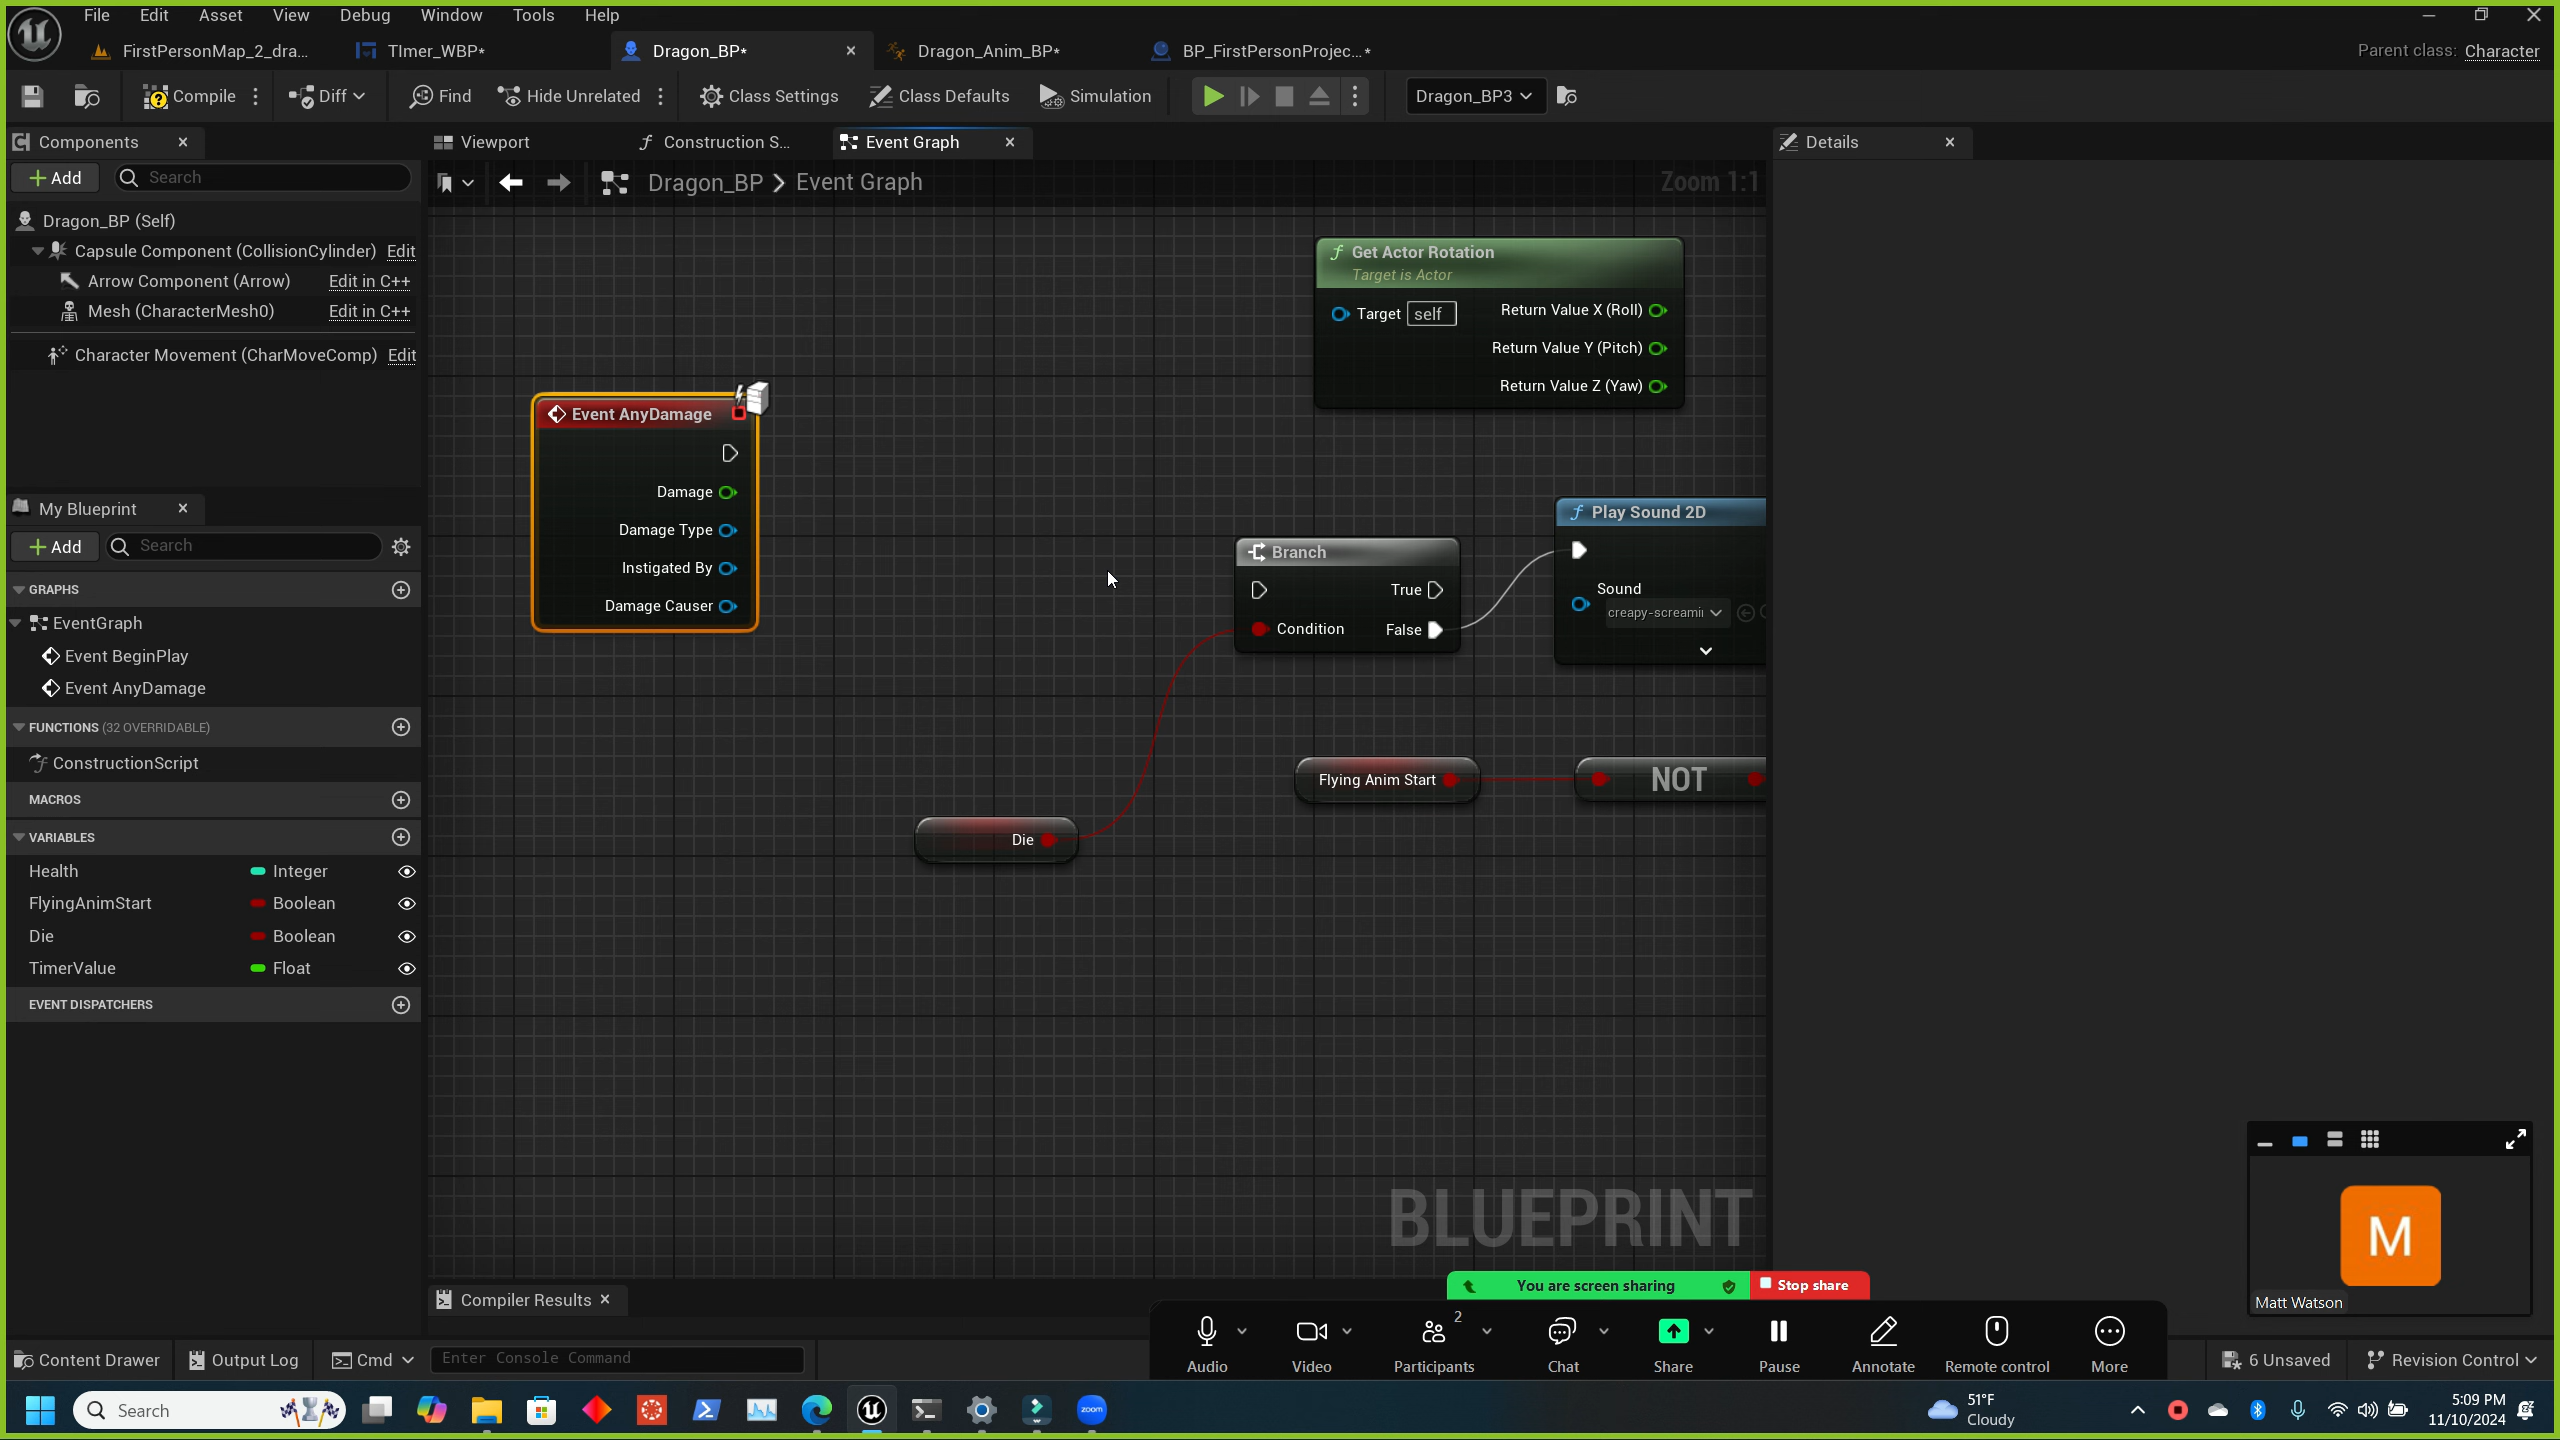 File Edit Asset View Debug Window Tools Help
FirstPersonMap_2_dra... TImer_WBP* Dragon_BP* Dragon_Anim_BP* BP_FirstPersonProjec...* Parent class: Character
Compile Diff Find Hide Unrelated Class Settings Class Defaults Simulation Dragon_BP3
Components Viewport Construction S... Event Graph Details
Add Search
Dragon_BP > Event Graph Zoom 1:1
Dragon_BP (Self)
Capsule Component (CollisionCylinder) Edit
Arrow Component (Arrow) Edit in C++
Mesh (CharacterMesh0) Edit in C++
Character Movement (CharMoveComp) Edit
Get Actor Rotation
Target is Actor
Target self Return Value X (Roll)
Return Value Y (Pitch)
Return Value Z (Yaw)
Event AnyDamage
Damage
Damage Type
Instigated By
Damage Causer
Branch
True
Condition False
Play Sound 2D
Sound
creapy-screami
Flying Anim Start
NOT
Die
BLUEPRINT
My Blueprint
Add Search
GRAPHS
EventGraph
Event BeginPlay
Event AnyDamage
FUNCTIONS (32 OVERRIDABLE)
ConstructionScript
MACROS
VARIABLES
Health Integer
FlyingAnimStart Boolean
Die Boolean
TimerValue Float
EVENT DISPATCHERS
M
Matt Watson
Compiler Results
You are screen sharing Stop share
2
Audio Video Participants Chat Share Pause Annotate Remote control More
Content Drawer Output Log Cmd Enter Console Command 6 Unsaved Revision Control
Search zoom 51°F
Cloudy
5:09 PM
11/10/2024